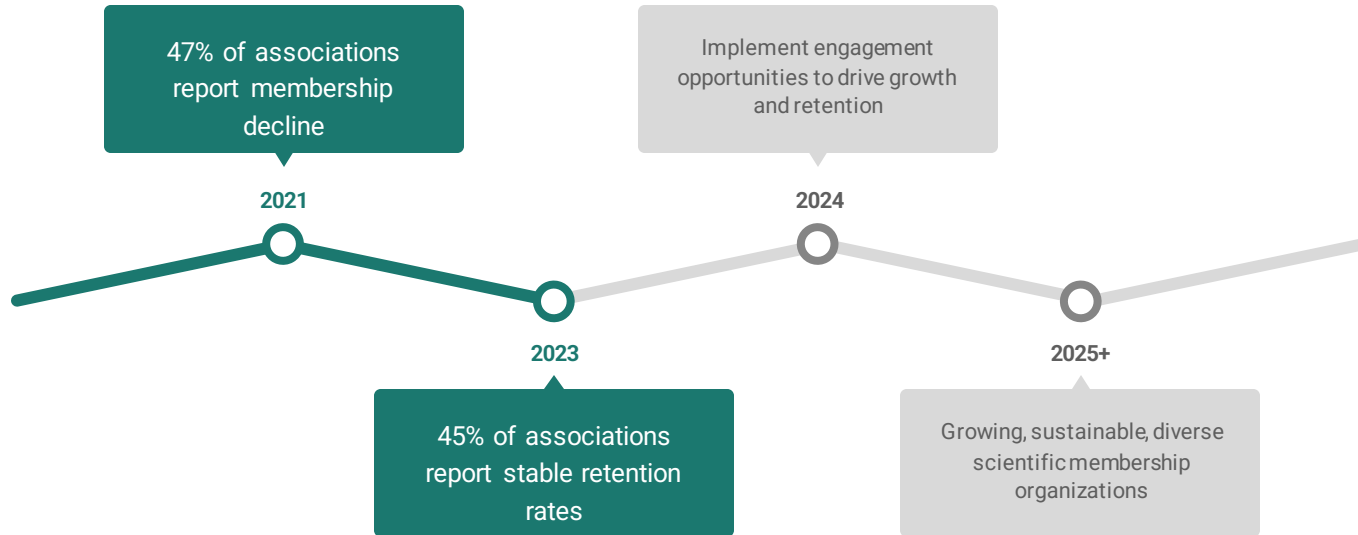 47% of associations
report membership
decline
2021
45% of associations
report stable retention
rates
2023
Implement engagement
opportunities to drive growth
and retention
2024
Growing, sustainable, diverse
scientific membership
organizations
2025+